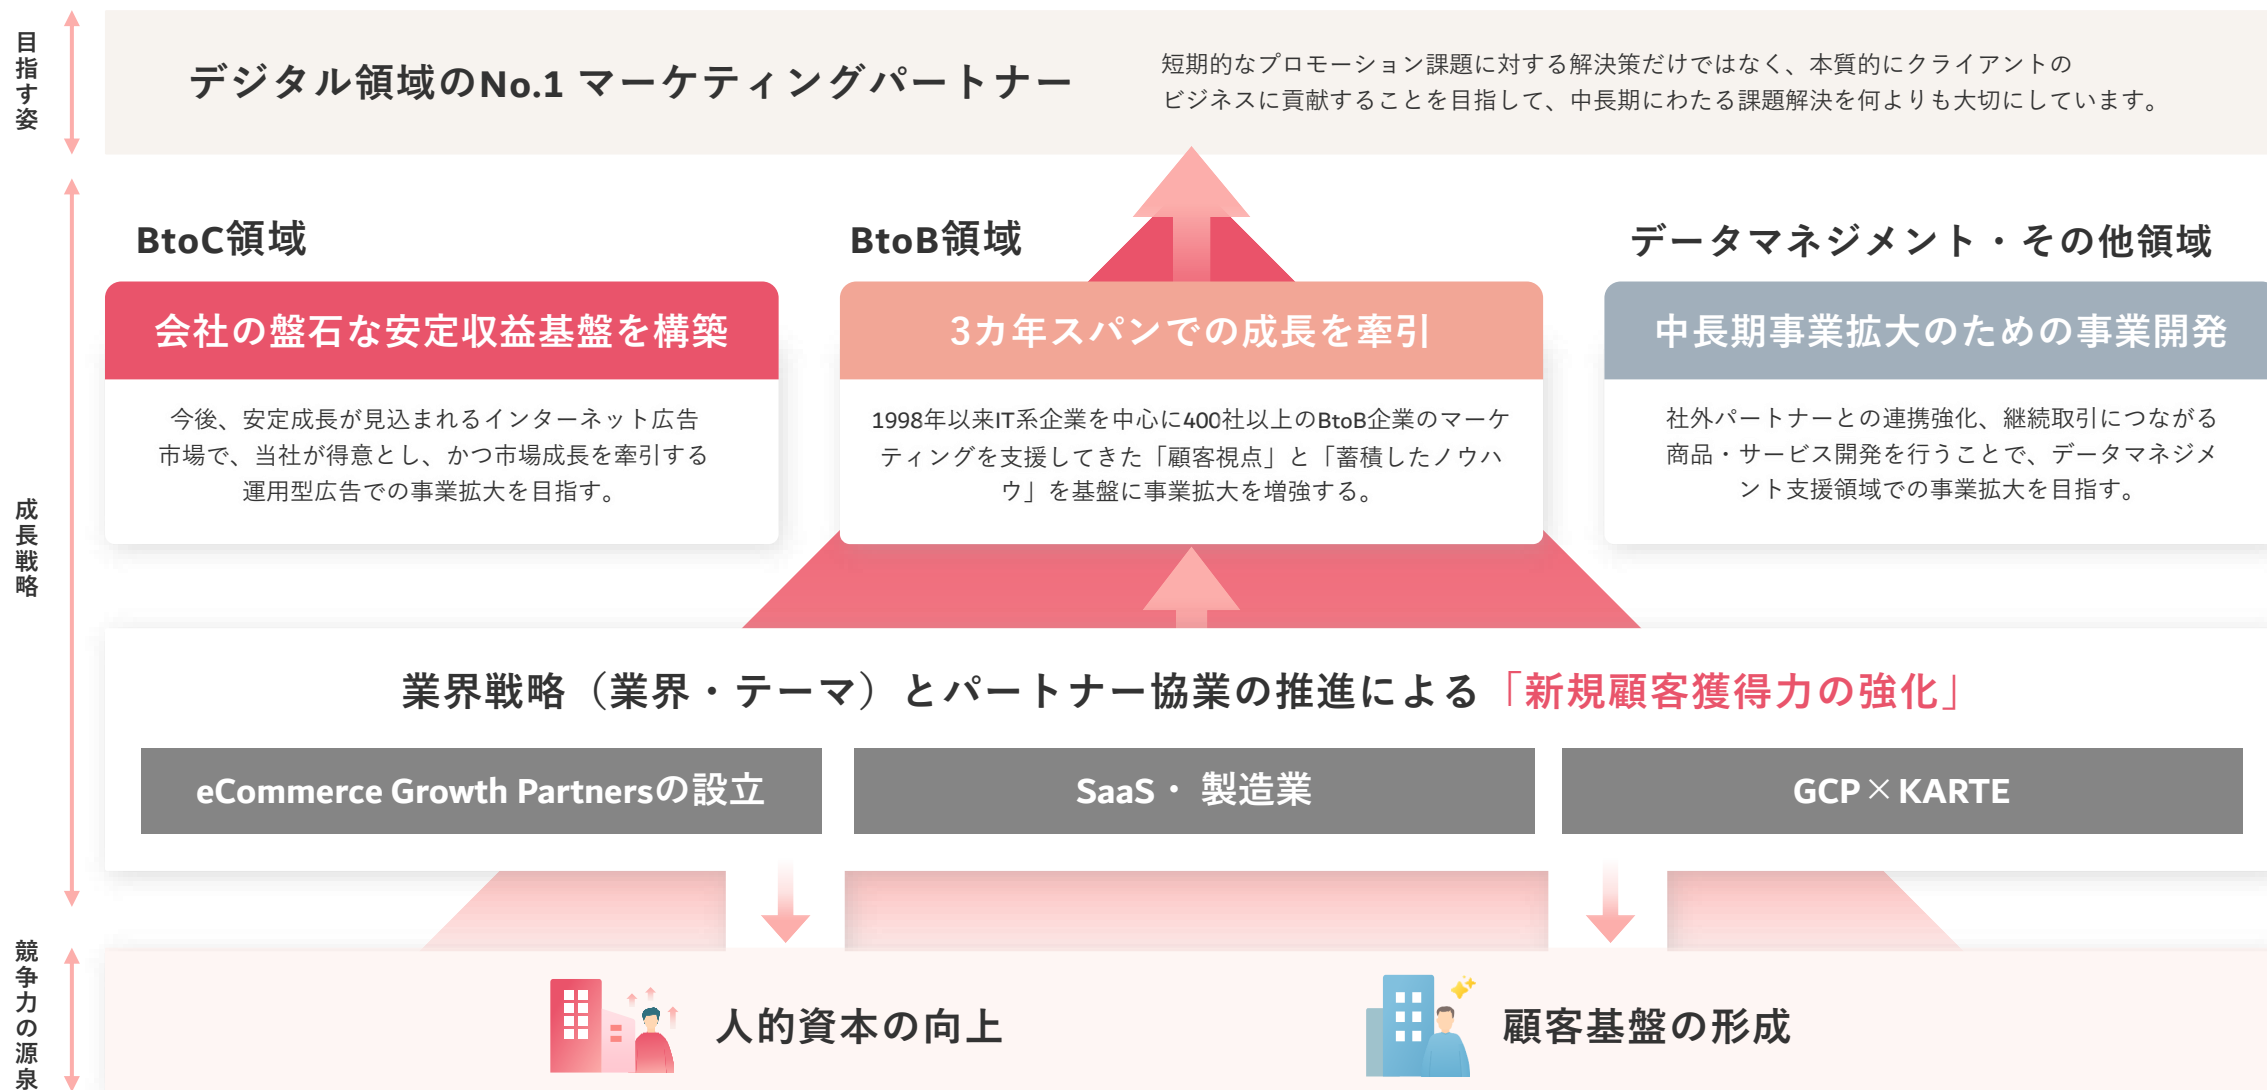 目指す姿
デジタル領域のNo.1 マーケティングパートナー
短期的なプロモーション課題に対する解決策だけではなく、本質的にクライアントの
ビジネスに貢献することを目指して、中長期にわたる課題解決を何よりも大切にしています。
成長戦略
BtoC領域
会社の盤石な安定収益基盤を構築
今後、安定成長が見込まれるインターネット広告
市場で、当社が得意とし、かつ市場成長を牽引する
運用型広告での事業拡大を目指す。
BtoB領域
3カ年スパンでの成長を牽引
1998年以来IT系企業を中心に400社以上のBtoB企業のマーケ
ティングを支援してきた「顧客視点」と「蓄積したノウハ
ウ」を基盤に事業拡大を増強する。
データマネジメント・その他領域
中長期事業拡大のための事業開発
社外パートナーとの連携強化、継続取引につながる
商品・サービス開発を行うことで、データマネジメ
ント支援領域での事業拡大を目指す。
業界戦略（業界・テーマ）とパートナー協業の推進による「新規顧客獲得力の強化」
eCommerce Growth Partnersの設立
SaaS・ 製造業
GCP×KARTE
競争力の源泉
人的資本の向上
顧客基盤の形成